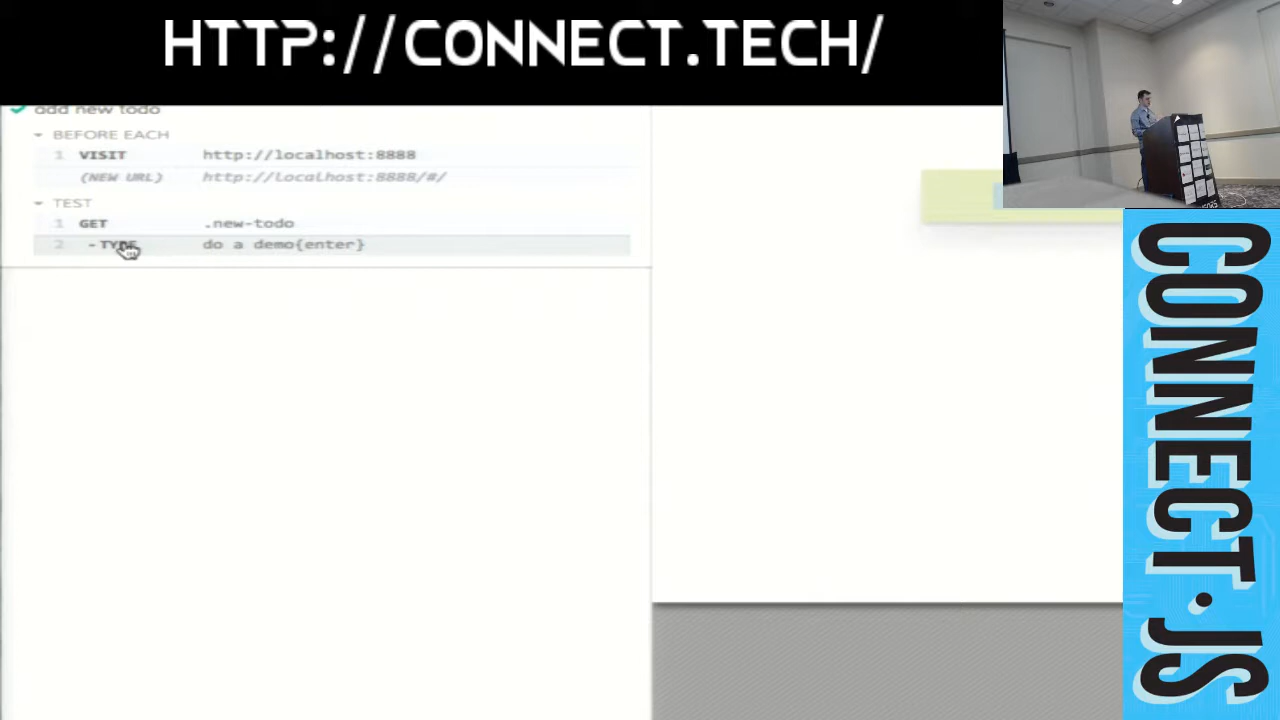 HTTP://CONNECT.TECH/
add new todo
BEFORE EACH
1 VISIT http://localhost:8888
(NEW URL) http://localhost:8888/#/
TEST
1 GET .new-todo
2 - TYPE do a demo{enter}
CONNECT.JS